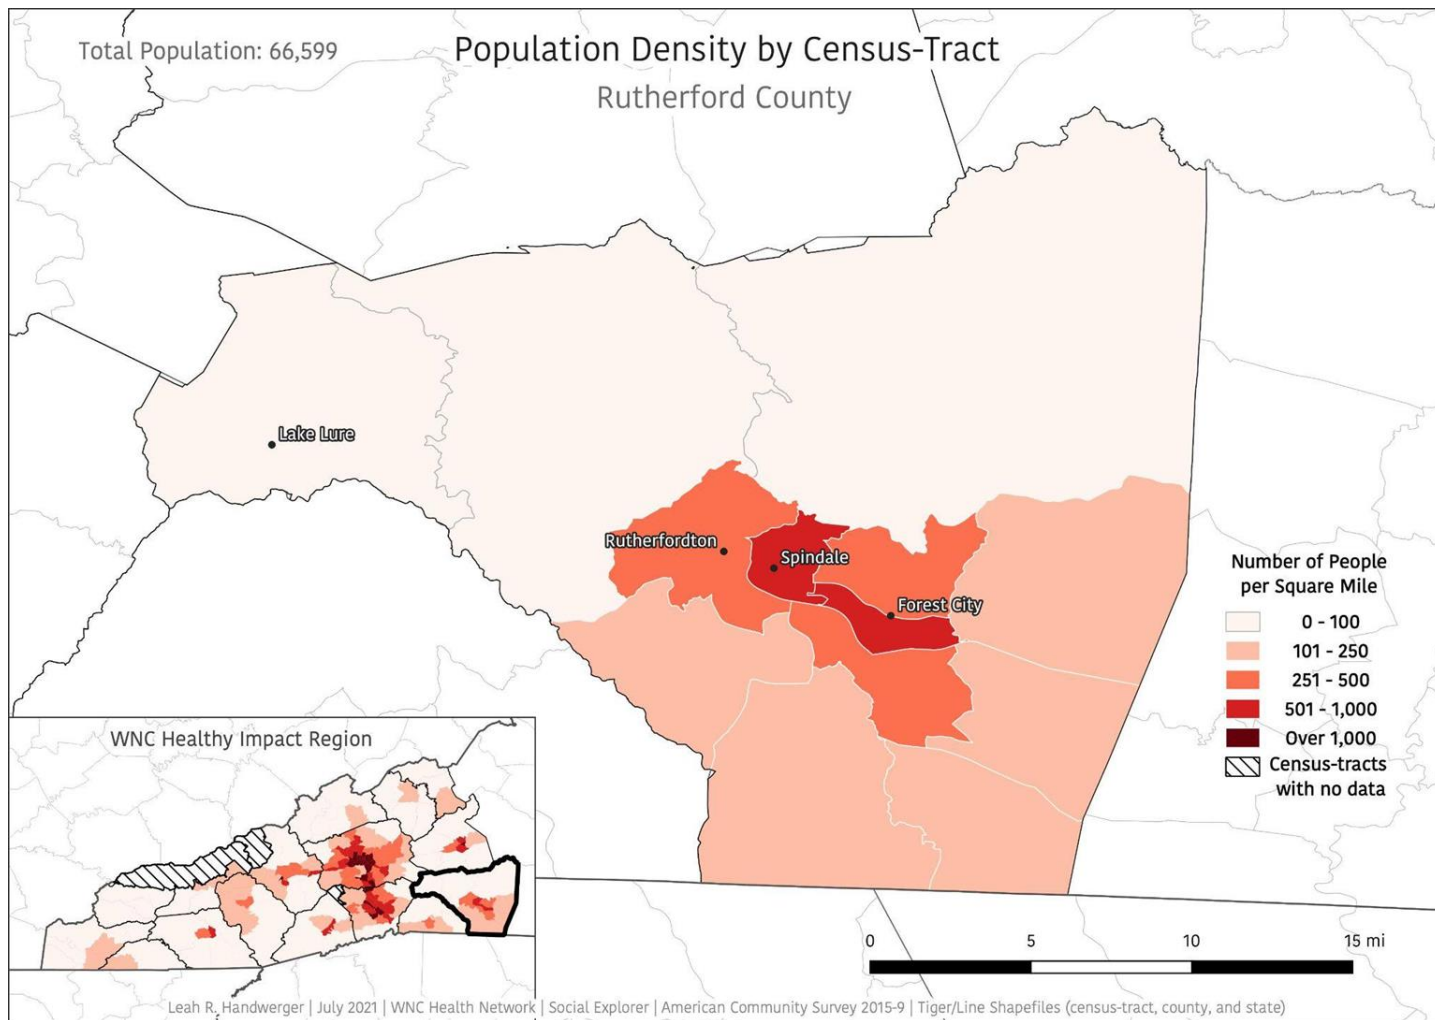 Total Population: 66,599
Population Density by Census-Tract
Rutherford County
Lake Lure
Rutherfordton
Spindale
Forest City
Number of People
per Square Mile
0 - 100
101 - 250
251 - 500
501 - 1,000
Over 1,000
Census-tracts
with no data
WNC Healthy Impact Region
0 5 10 15 mi
Leah R. Handwerger | July 2021 | WNC Health Network | Social Explorer | American Community Survey 2015-9 | Tiger/Line Shapefiles (census-tract, county, and state)